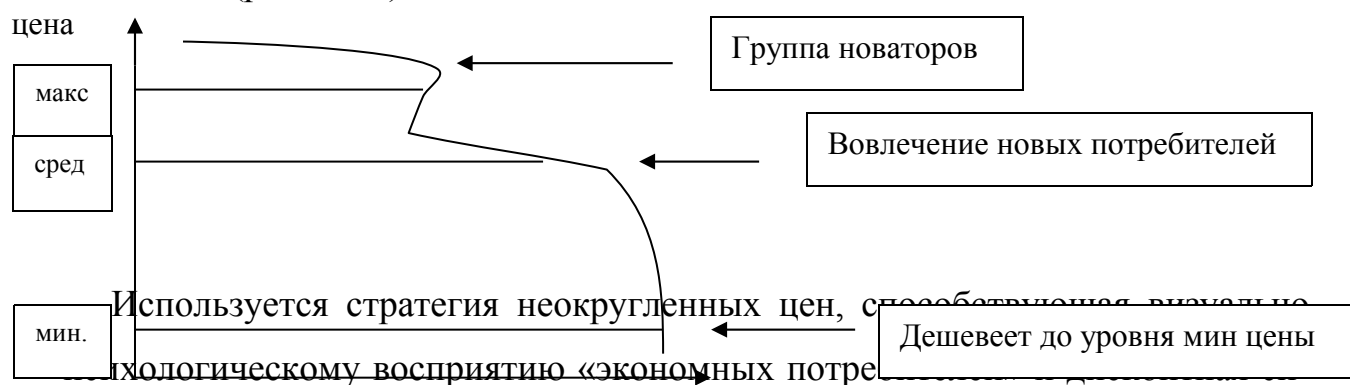 цена
Группа новаторов
макс
Вовлечение новых потребителей
сред
Используется стратегия неокругленных цен, способствующая визуально
мин.
Дешевеет до уровня мин цены
психологическому восприятию «экономных потребителей»